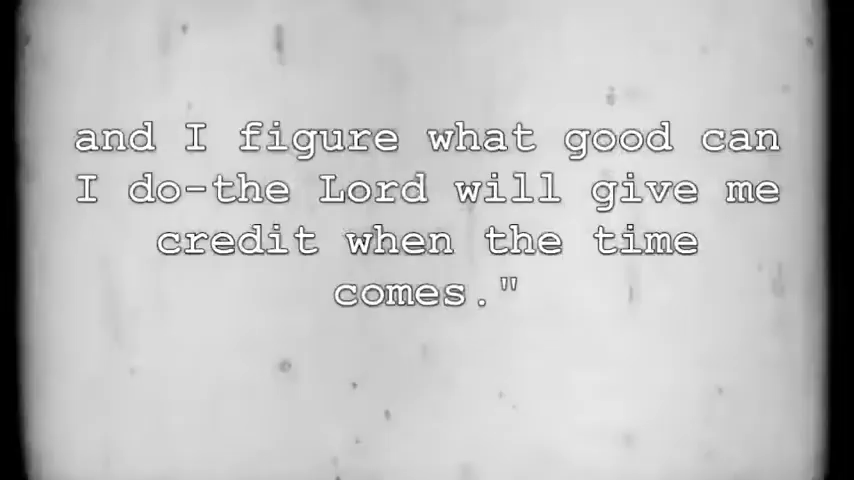 and I figure what good can
I do-the Lord will give me
credit when the time
comes."